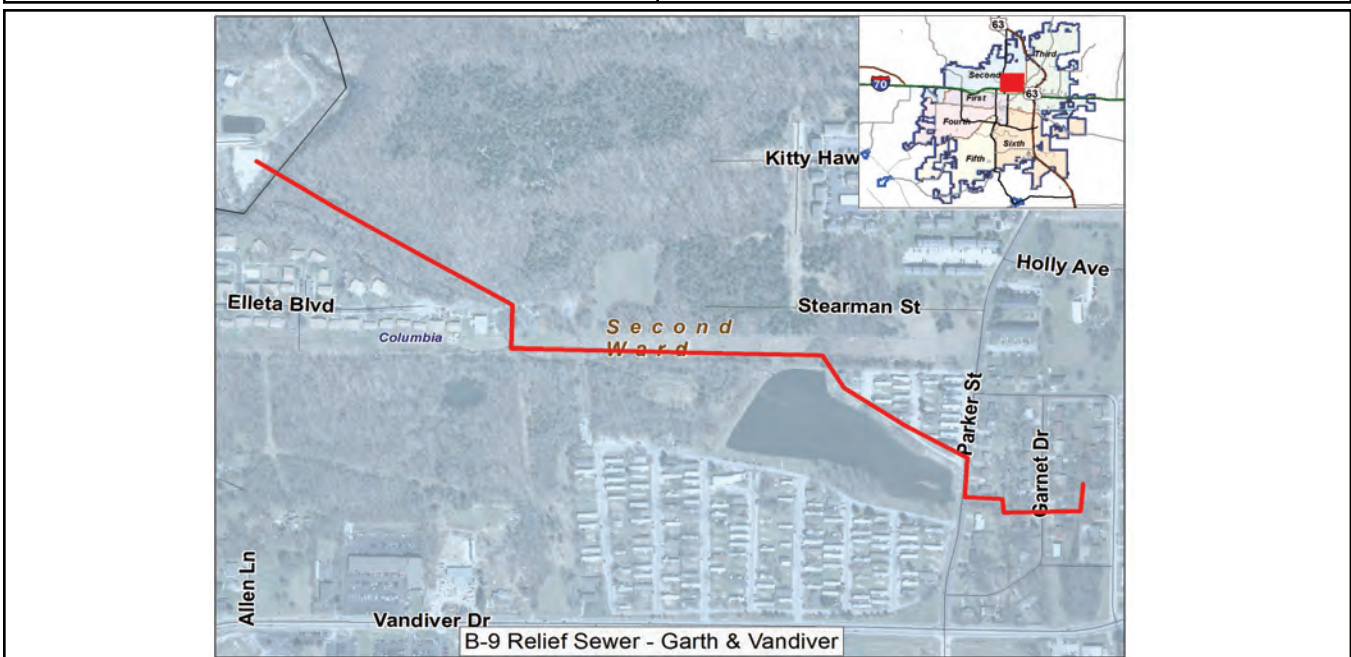 63
Third
Second
70
63
First
Fourth
Sixth
Fifth
Kitty Haw
Holly Ave
Elleta Blvd
Stearman St
Second
Ward
Columbia
Parker St
Garnet Dr
Allen Ln
Vandiver Dr
B-9 Relief Sewer - Garth & Vandiver